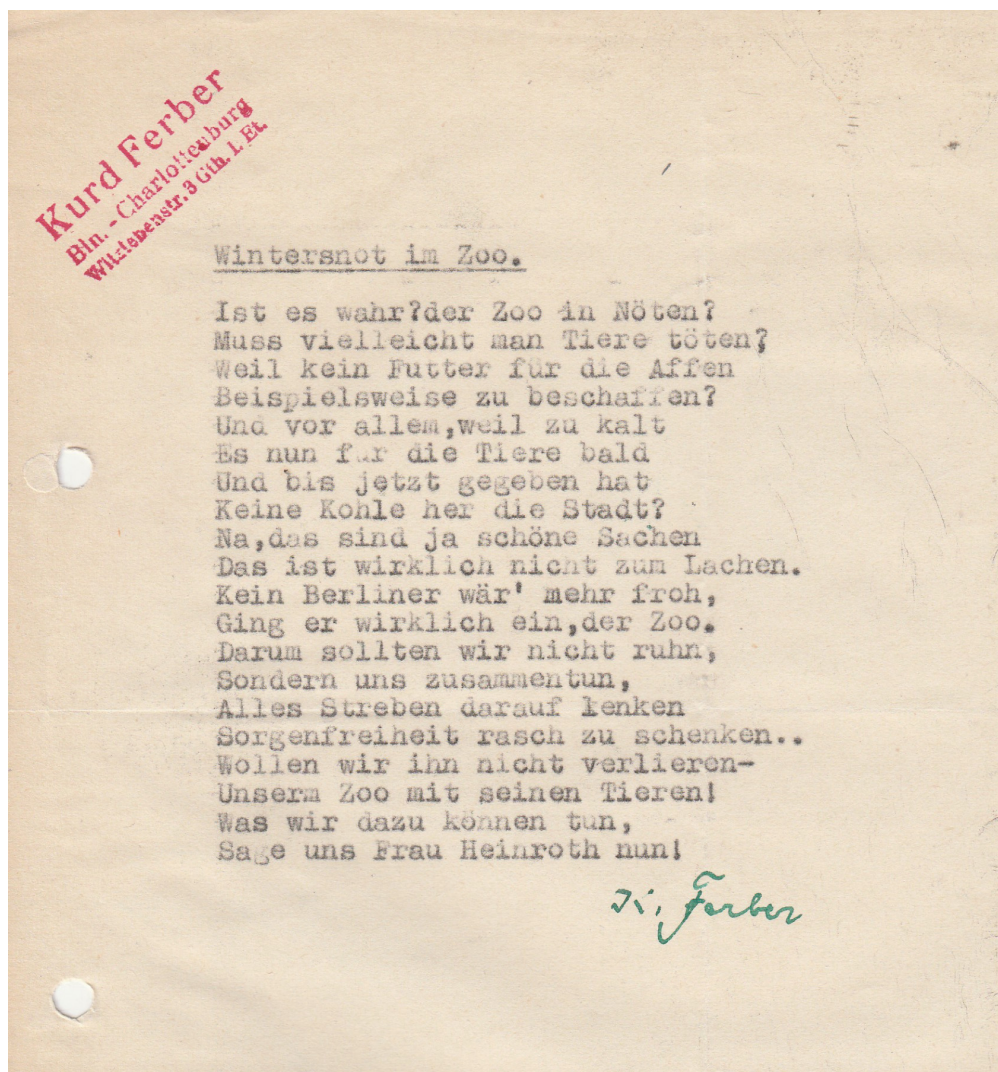 Kurd Ferber
Bln.-Charlottenburg
Witzlebenstr. 3 Gth. I. Et.
Wintersnot im Zoo.
Ist es wahr?der Zoo in Nöten?
Muss vielleicht man Tiere töten?
Weil kein Futter für die Affen
Beispielsweise zu beschaffen?
Und vor allem,weil zu kalt
Es nun für die Tiere bald
Und bis jetzt gegeben hat
Keine Kohle her die Stadt?
Na,das sind ja schöne Sachen
Das ist wirklich nicht zum Lachen.
Kein Berliner wär' mehr froh,
Ging er wirklich ein,der Zoo.
Darum sollten wir nicht ruhn,
Sondern uns zusammentun,
Alles Streben darauf lenken
Sorgenfreiheit rasch zu schenken..
Wollen wir ihn nicht verlieren-
Unserm Zoo mit seinen Tieren!
Was wir dazu können tun,
Sage uns Frau Heinroth nun!
K. Ferber